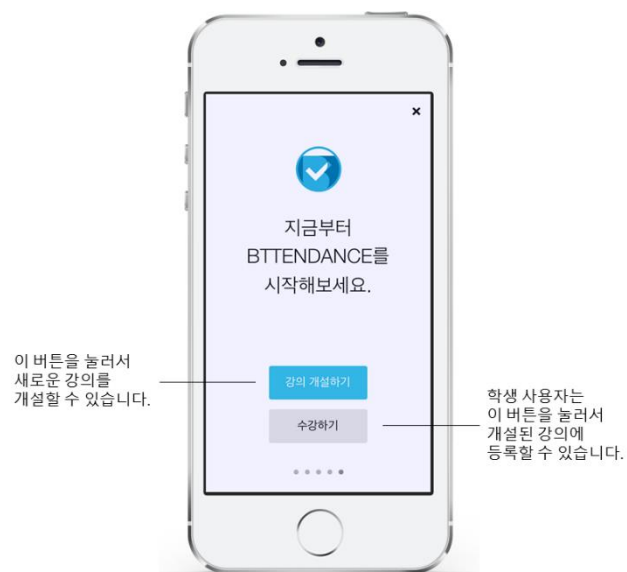 ×
지금부터
BTTENDANCE를
시작해보세요.
이 버튼을 눌러서
새로운 강의를
개설할 수 있습니다.
강의 개설하기
수강하기
학생 사용자는
이 버튼을 눌러서
개설된 강의에
등록할 수 있습니다.